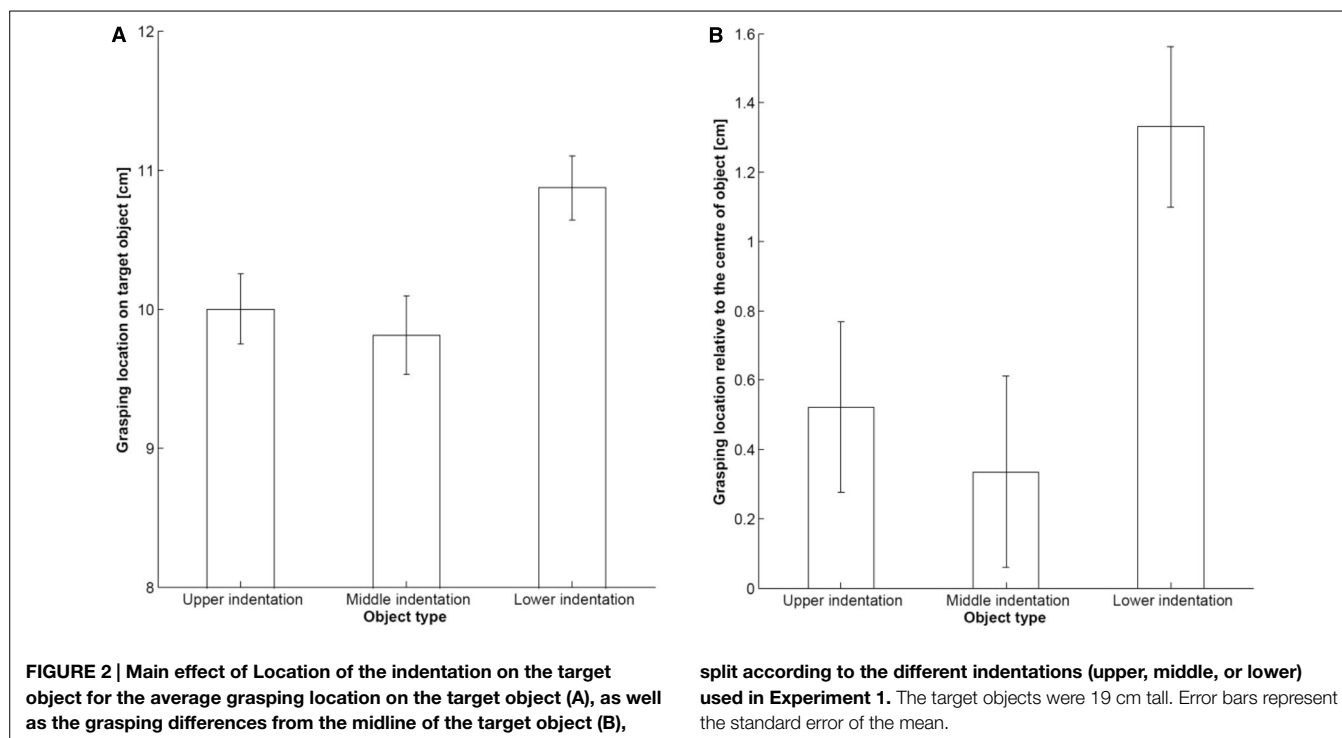 A
12
11
10
9
8
Grasping location on target object [cm]
Upper indentation Middle indentation Lower indentation
Object type
B
1.6
1.4
1.2
1
0.8
0.6
0.4
0.2
0
Grasping location relative to the centre of object [cm]
Upper indentation Middle indentation Lower indentation
Object type
FIGURE 2 | Main effect of Location of the indentation on the target
object for the average grasping location on the target object (A), as well
as the grasping differences from the midline of the target object (B),
split according to the different indentations (upper, middle, or lower)
used in Experiment 1. The target objects were 19 cm tall. Error bars represent
the standard error of the mean.